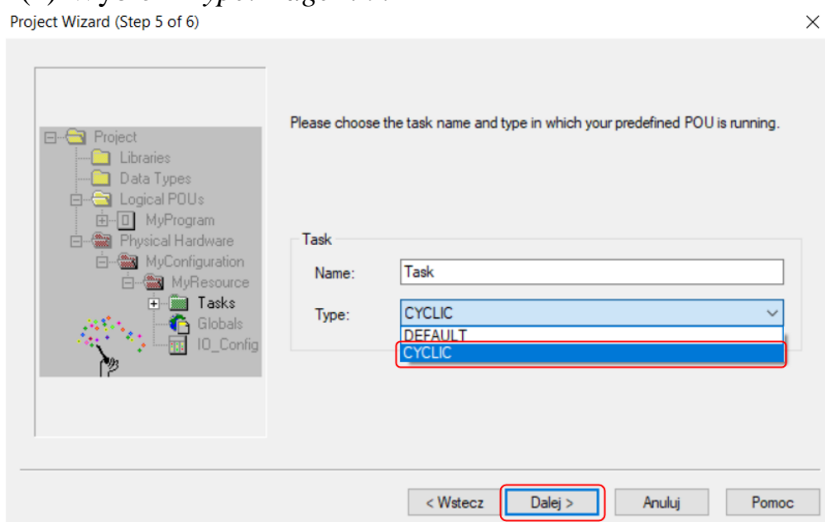 Project Wizard (Step 5 of 6)
Please choose the task name and type in which your predefined POU is running.
Project
Libraries
Data Types
Logical POUs
MyProgram
Physical Hardware
MyConfiguration
MyResource
Tasks
Globals
IO_Config
Task
Name: Task
Type: CYCLIC
DEFAULT
CYCLIC
< Wstecz Dalej > Anuluj Pomoc